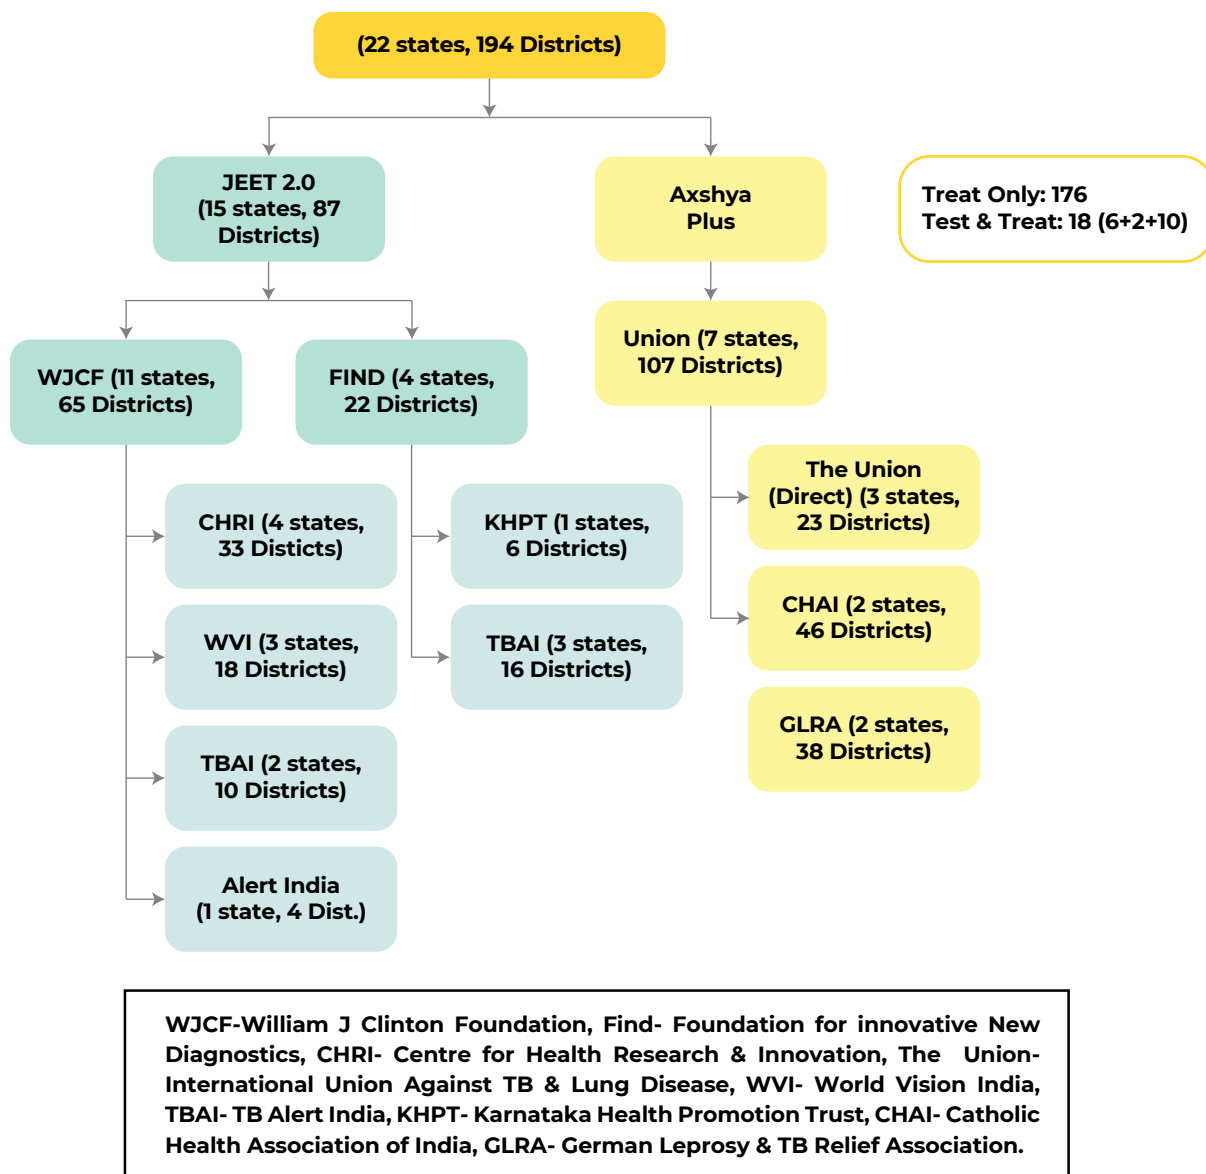 (22 states, 194 Districts)
JEET 2.0
(15 states, 87
Districts)
Axshya
Plus
Treat Only: 176
Test & Treat: 18 (6+2+10)
WJCF (11 states,
65 Districts)
FIND (4 states,
22 Districts)
Union (7 states,
107 Districts)
CHRI (4 states,
33 Disticts)
WVI (3 states,
18 Districts)
TBAI (2 states,
10 Districts)
Alert India
(1 state, 4 Dist.)
KHPT (1 states,
6 Districts)
TBAI (3 states,
16 Districts)
The Union
(Direct) (3 states,
23 Districts)
CHAI (2 states,
46 Districts)
GLRA (2 states,
38 Districts)
WJCF-William J Clinton Foundation, Find- Foundation for innovative New
Diagnostics, CHRI- Centre for Health Research & Innovation, The Union-
International Union Against TB & Lung Disease, WVI- World Vision India,
TBAI- TB Alert India, KHPT- Karnataka Health Promotion Trust, CHAI- Catholic
Health Association of India, GLRA- German Leprosy & TB Relief Association.